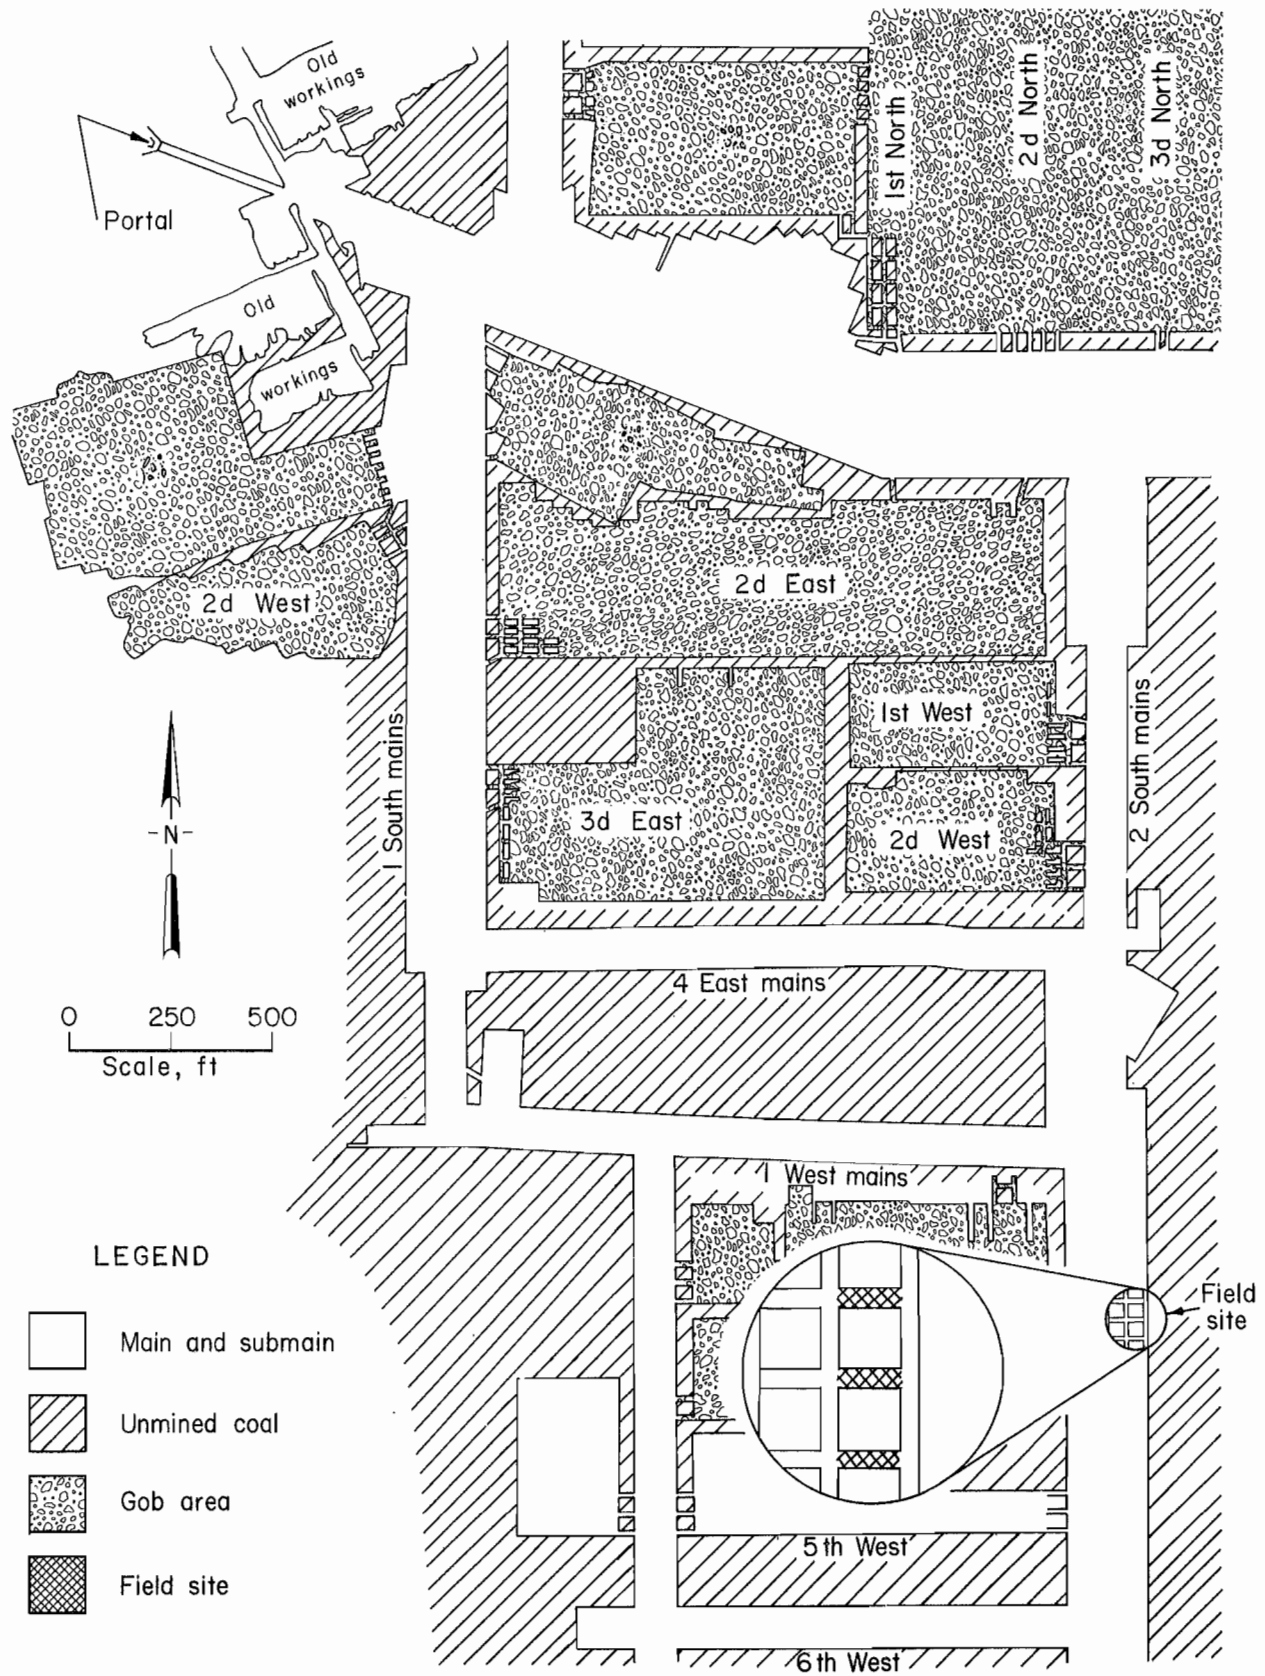 Old
workings
Portal
1st North
2d North
3d North
Old
workings
2d West
2d East
1st West
1 South mains
2 South mains
3d East
2d West
-N-
4 East mains
0 250 500
Scale, ft
1 West mains
LEGEND
Main and submain
Unmined coal
Gob area
Field site
Field
site
5th West
6th West